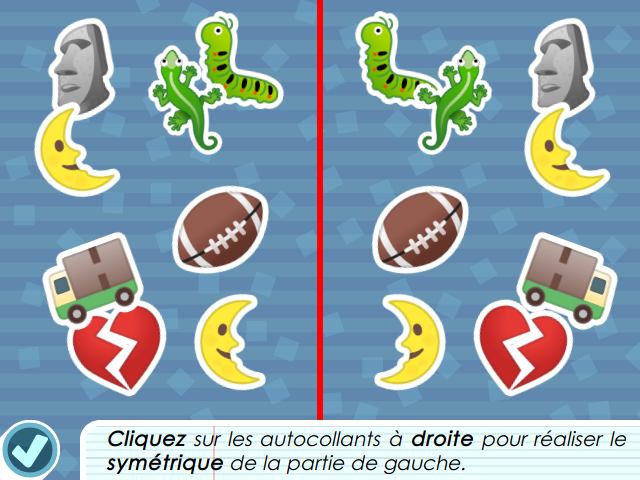 Cliquez sur les autocollants à droite pour réaliser le
symétrique de la partie de gauche.